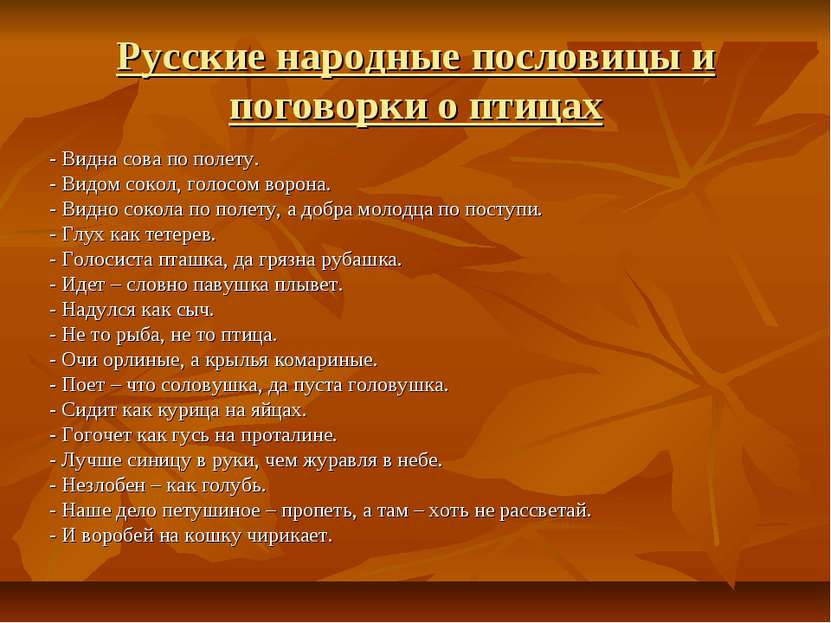 Русские народные пословицы и
поговорки о птицах
- Видна сова по полету.
- Видом сокол, голосом ворона.
- Видно сокола по полету, а добра молодца по поступи.
- Глух как тетерев.
- Голосиста пташка, да грязна рубашка.
- Идет – словно павушка плывет.
- Надулся как сыч.
- Не то рыба, не то птица.
- Очи орлиные, а крылья комариные.
- Поет – что соловушка, да пуста головушка.
- Сидит как курица на яйцах.
- Гогочет как гусь на проталине.
- Лучше синицу в руки, чем журавля в небе.
- Незлобен – как голубь.
- Наше дело петушиное – пропеть, а там – хоть не рассветай.
- И воробей на кошку чирикает.